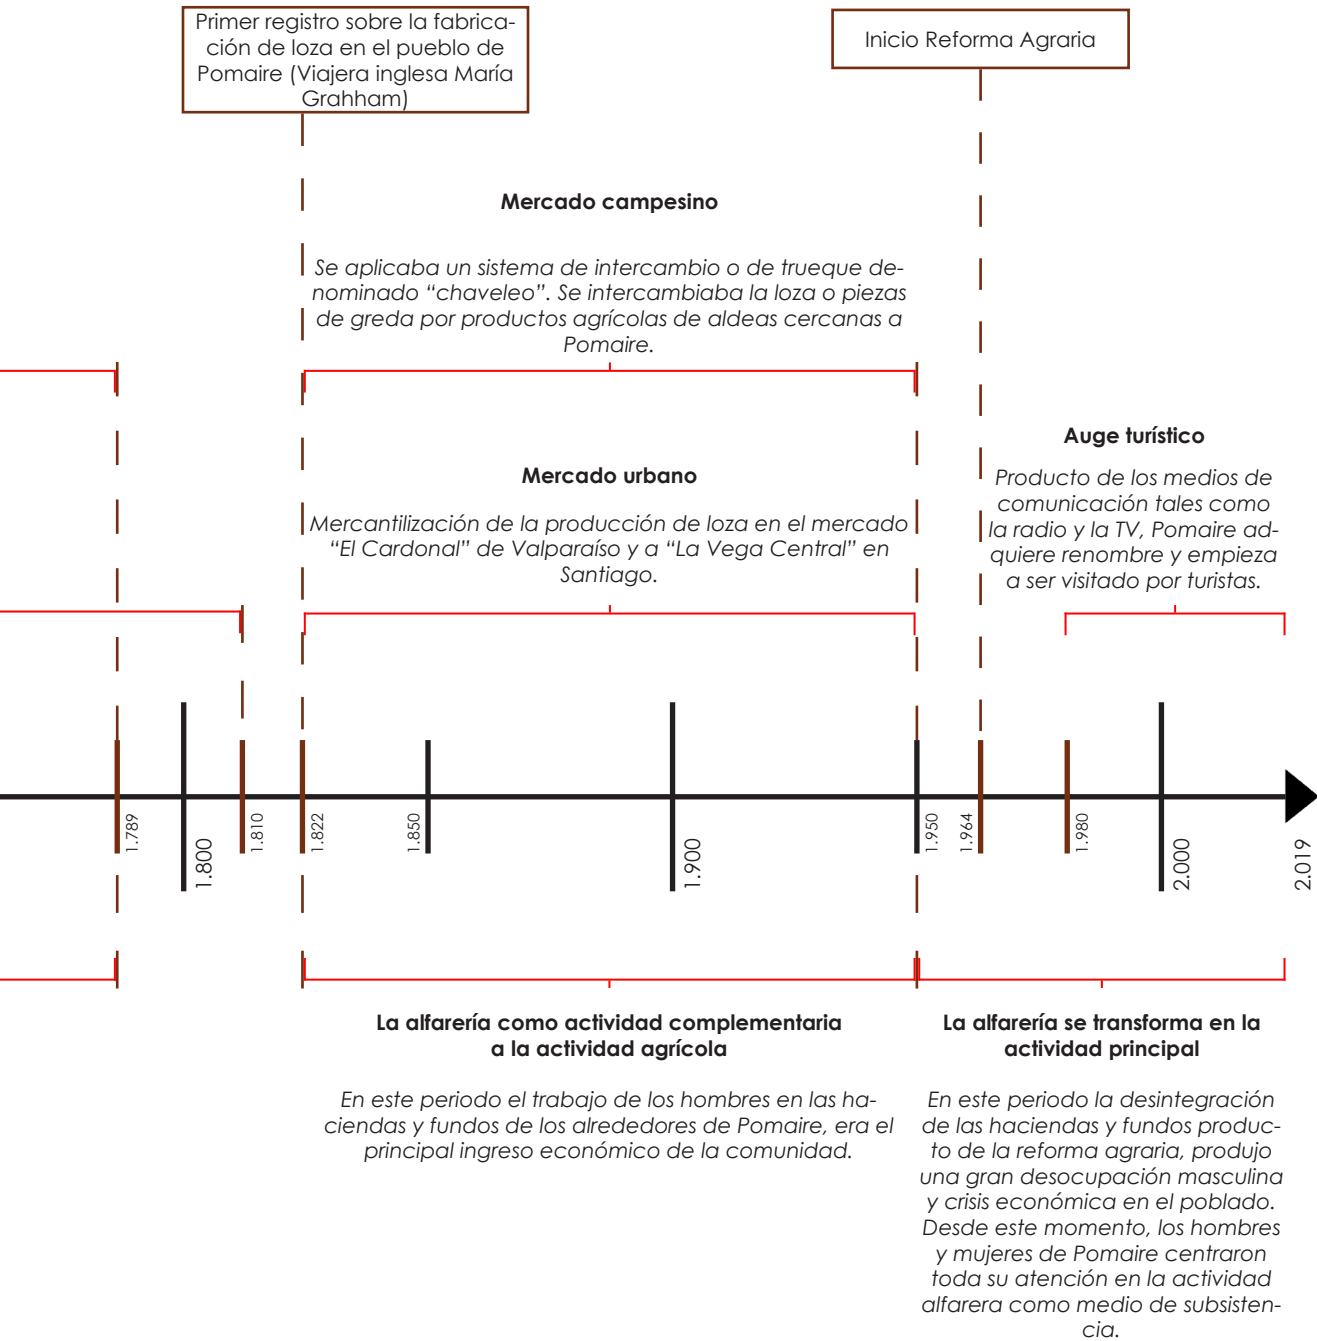 Primer registro sobre la fabrica-
ción de loza en el pueblo de
Pomaire (Viajera inglesa María
Grahham)
Inicio Reforma Agraria
Mercado campesino
Se aplicaba un sistema de intercambio o de trueque de-
nominado “chaveleo”. Se intercambiaba la loza o piezas
de greda por productos agrícolas de aldeas cercanas a
Pomaire.
Mercado urbano
Mercantilización de la producción de loza en el mercado
“El Cardonal” de Valparaíso y a “La Vega Central” en
Santiago.
Auge turístico
Producto de los medios de
comunicación tales como
la radio y la TV, Pomaire ad-
quiere renombre y empieza
a ser visitado por turistas.
1.789
1.800
1.810
1.822
1.850
1.900
1.950
1.964
1.980
2.000
2.019
La alfarería como actividad complementaria
a la actividad agrícola
En este periodo el trabajo de los hombres en las ha-
ciendas y fundos de los alrededores de Pomaire, era el
principal ingreso económico de la comunidad.
La alfarería se transforma en la
actividad principal
En este periodo la desintegración
de las haciendas y fundos produc-
to de la reforma agraria, produjo
una gran desocupación masculina
y crisis económica en el poblado.
Desde este momento, los hombres
y mujeres de Pomaire centraron
toda su atención en la actividad
alfarera como medio de subsisten-
cia.